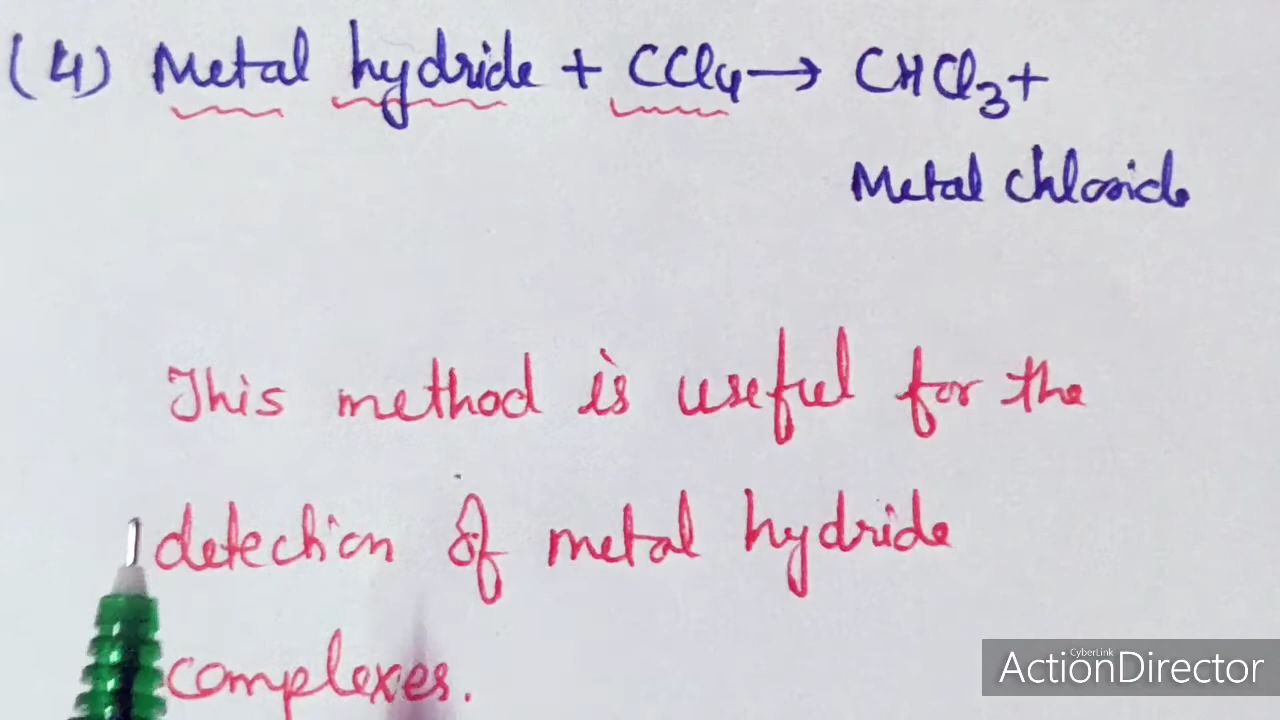 (4) Metal hydride + CCl4 → CHCl3 +
Metal chloride
This method is useful for the
detection of metal hydride
complexes.
CyberLink
ActionDirector